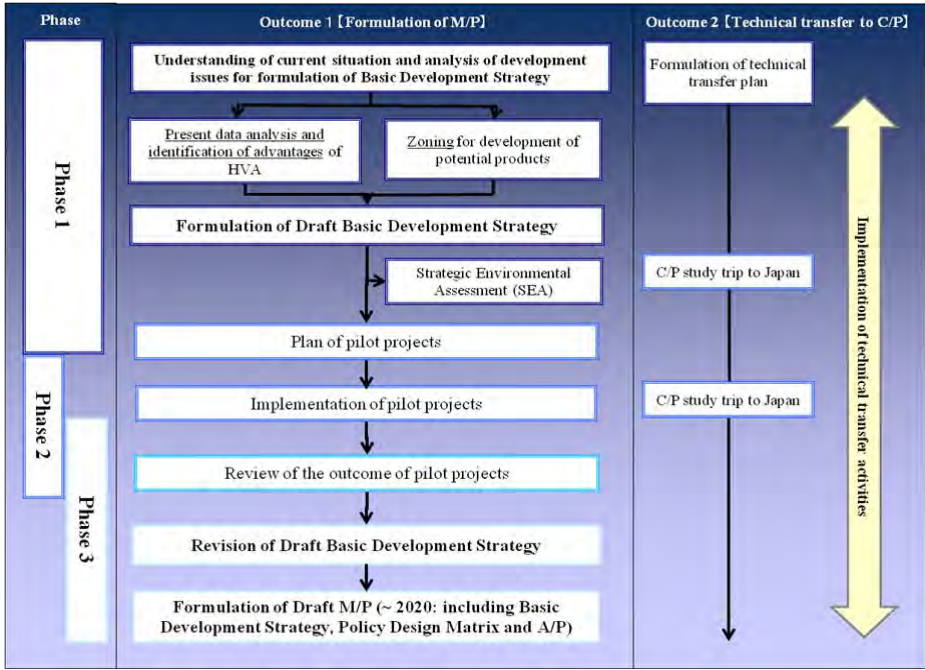 Phase
Outcome 1【Formulation of M/P】
Outcome 2【Technical transfer to C/P】
Phase 1
Phase 2
Phase 3
Understanding of current situation and analysis of development
issues for formulation of Basic Development Strategy
Present data analysis and
identification of advantages of
HVA
Zoning for development of
potential products
Formulation of Draft Basic Development Strategy
Strategic Environmental
Assessment (SEA)
Plan of pilot projects
Implementation of pilot projects
Review of the outcome of pilot projects
Revision of Draft Basic Development Strategy
Formulation of Draft M/P (~ 2020: including Basic
Development Strategy, Policy Design Matrix and A/P)
Formulation of technical
transfer plan
C/P study trip to Japan
C/P study trip to Japan
Implementation of technical transfer activities